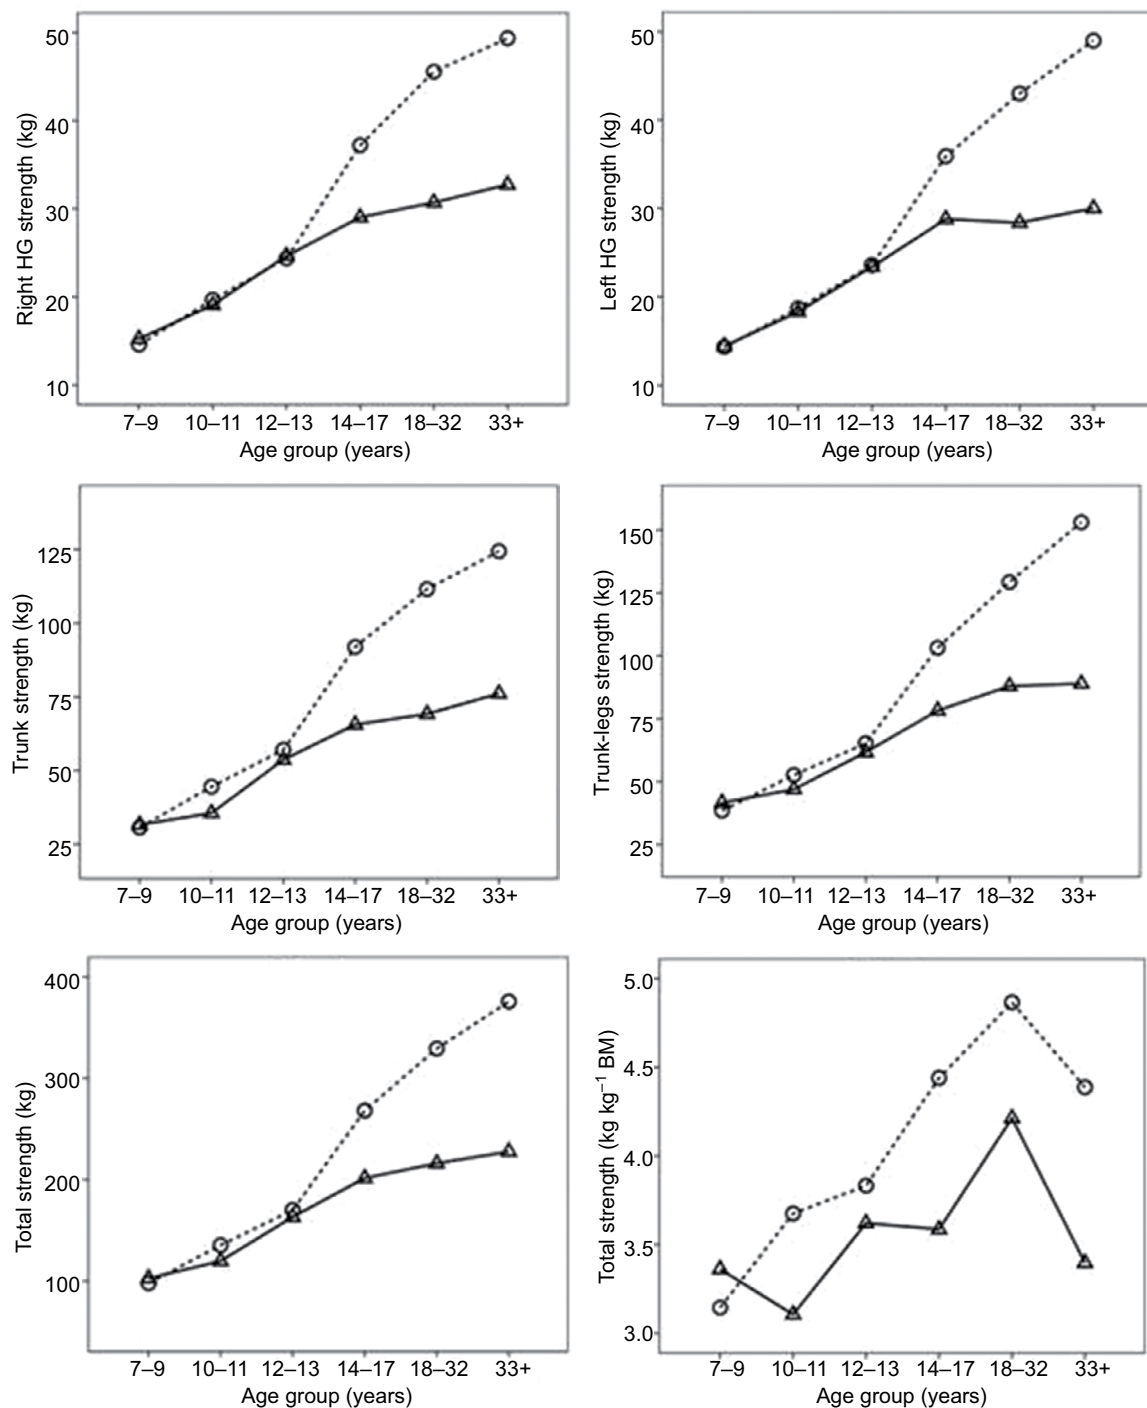 Right HG strength (kg)
50
40
30
20
10
7–9 10–11 12–13 14–17 18–32 33+
Age group (years)
Left HG strength (kg)
50
40
30
20
10
7–9 10–11 12–13 14–17 18–32 33+
Age group (years)
Trunk strength (kg)
125
100
75
50
25
7–9 10–11 12–13 14–17 18–32 33+
Age group (years)
Trunk-legs strength (kg)
150
125
100
75
50
25
7–9 10–11 12–13 14–17 18–32 33+
Age group (years)
Total strength (kg)
400
300
200
100
7–9 10–11 12–13 14–17 18–32 33+
Age group (years)
Total strength (kg kg⁻¹ BM)
5.0
4.5
4.0
3.5
3.0
7–9 10–11 12–13 14–17 18–32 33+
Age group (years)